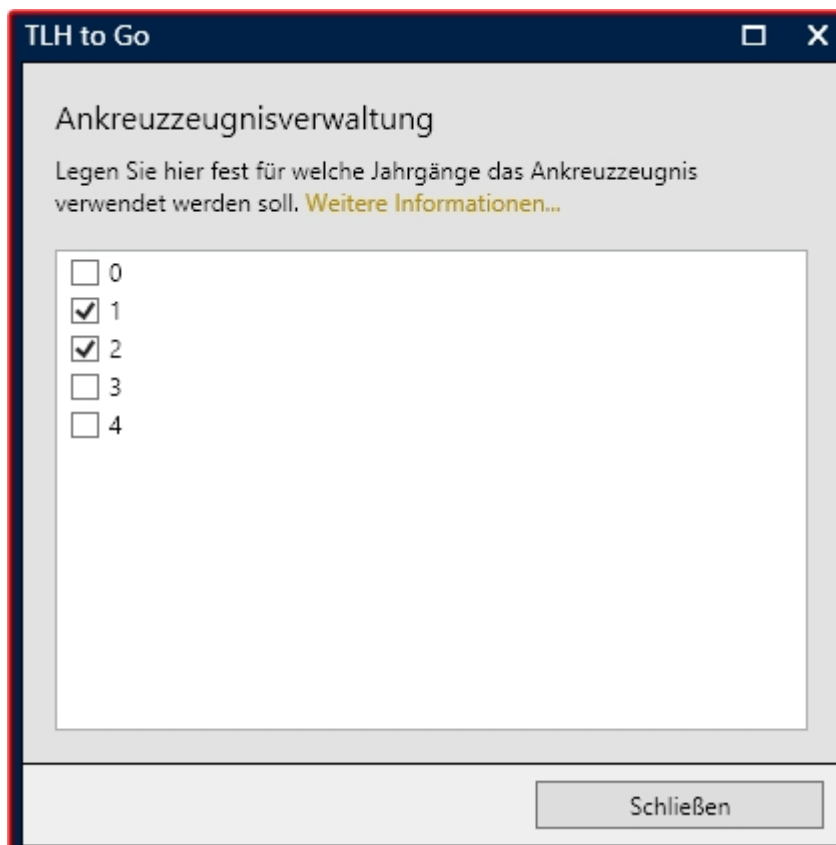 TLH to Go
Ankreuzzeugnisverwaltung
Legen Sie hier fest für welche Jahrgänge das Ankreuzzeugnis
verwendet werden soll. Weitere Informationen...
0
1
2
3
4
Schließen